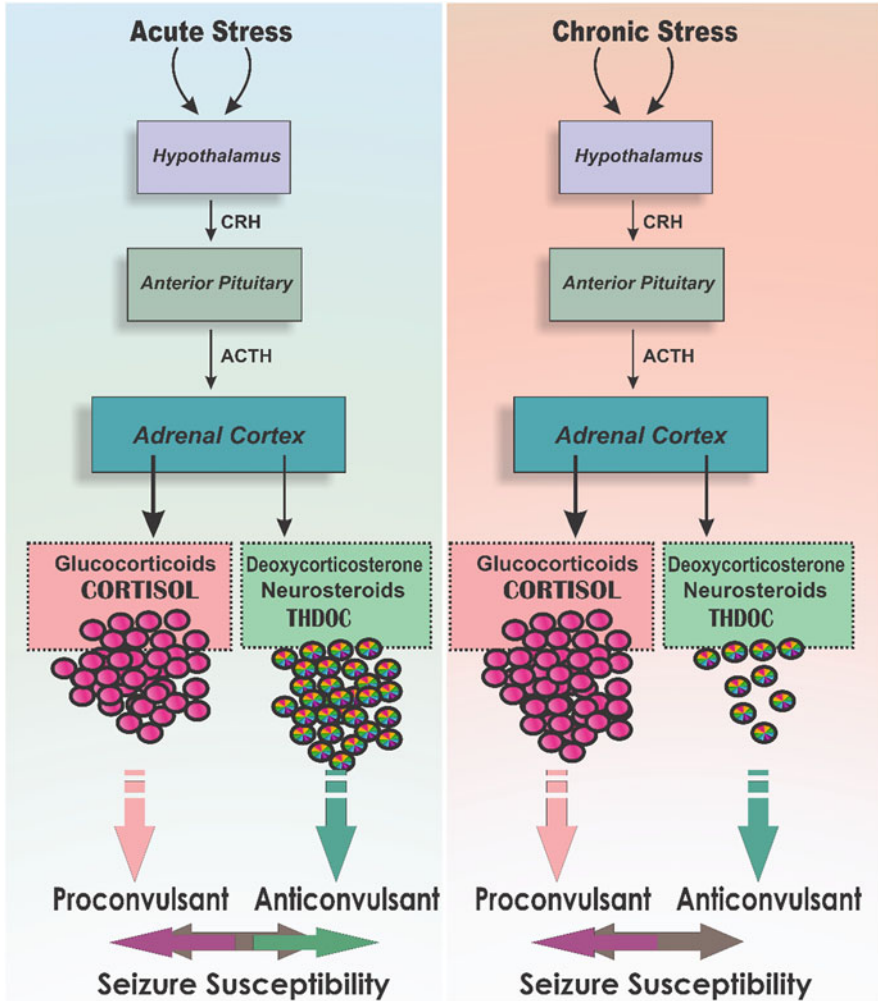 Acute Stress
Hypothalamus
CRH
Anterior Pituitary
ACTH
Adrenal Cortex
Glucocorticoids
CORTISOL
Deoxycorticosterone
Neurosteroids
THDOC
Proconvulsant
Anticonvulsant
Seizure Susceptibility
Chronic Stress
Hypothalamus
CRH
Anterior Pituitary
ACTH
Adrenal Cortex
Glucocorticoids
CORTISOL
Deoxycorticosterone
Neurosteroids
THDOC
Proconvulsant
Anticonvulsant
Seizure Susceptibility